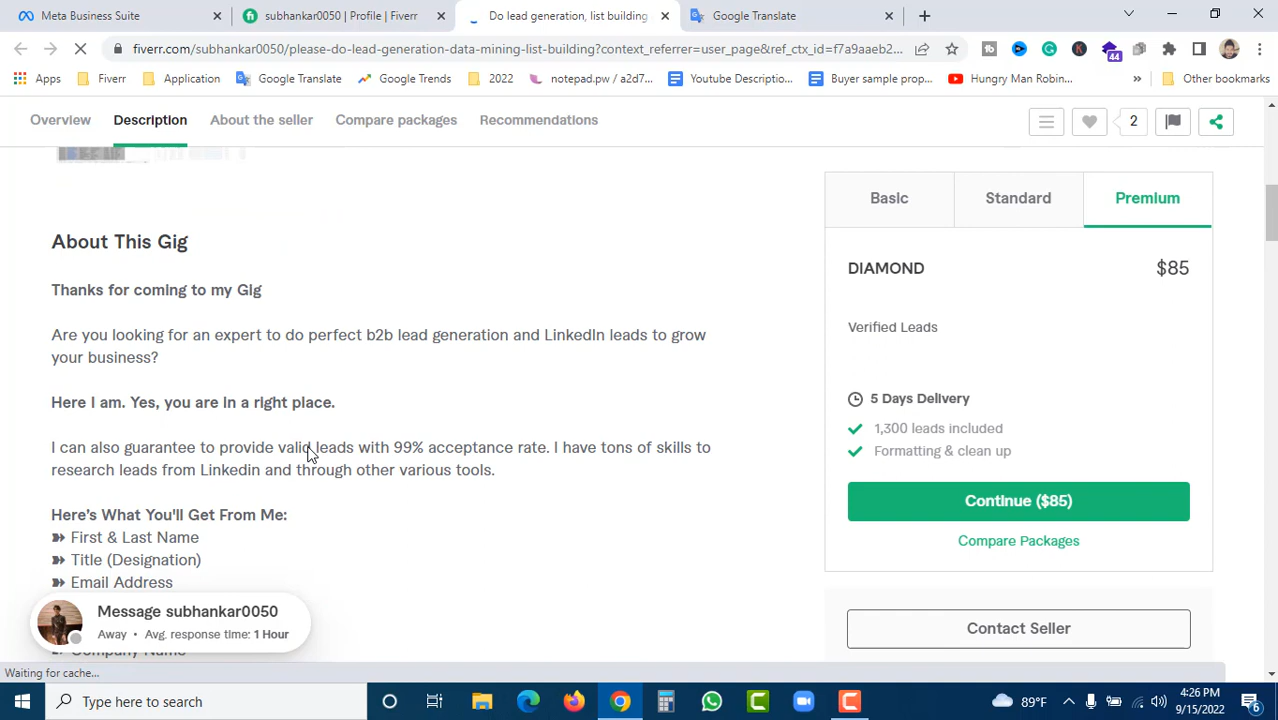 Meta Business Suite
subhankar0050 | Profile | Fiverr
Do lead generation, list building
Google Translate
fiverr.com/subhankar0050/please-do-lead-generation-data-mining-list-building?context_referrer=user_page&ref_ctx_id=f7a9aaeb2...
44
Apps
Fiverr
Application
Google Translate
Google Trends
2022
notepad.pw / a2d7...
Youtube Descriptio...
Buyer sample prop...
Hungry Man Robin...
»
Other bookmarks
Overview
Description
About the seller
Compare packages
Recommendations
2
Basic
Standard
Premium
About This Gig
DIAMOND
$85
Thanks for coming to my Gig
Verified Leads
Are you looking for an expert to do perfect b2b lead generation and LinkedIn leads to grow
your business?
Here I am. Yes, you are in a right place.
5 Days Delivery
1,300 leads included
I can also guarantee to provide valid leads with 99% acceptance rate. I have tons of skills to
Formatting & clean up
research leads from Linkedin and through other various tools.
Continue ($85)
Here's What You'll Get From Me:
First & Last Name
Compare Packages
Title (Designation)
Email Address
Message subhankar0050
Away • Avg. response time: 1 Hour
Contact Seller
Company Name
Waiting for cache...
Type here to search
89°F
4:26 PM
9/15/2022
6